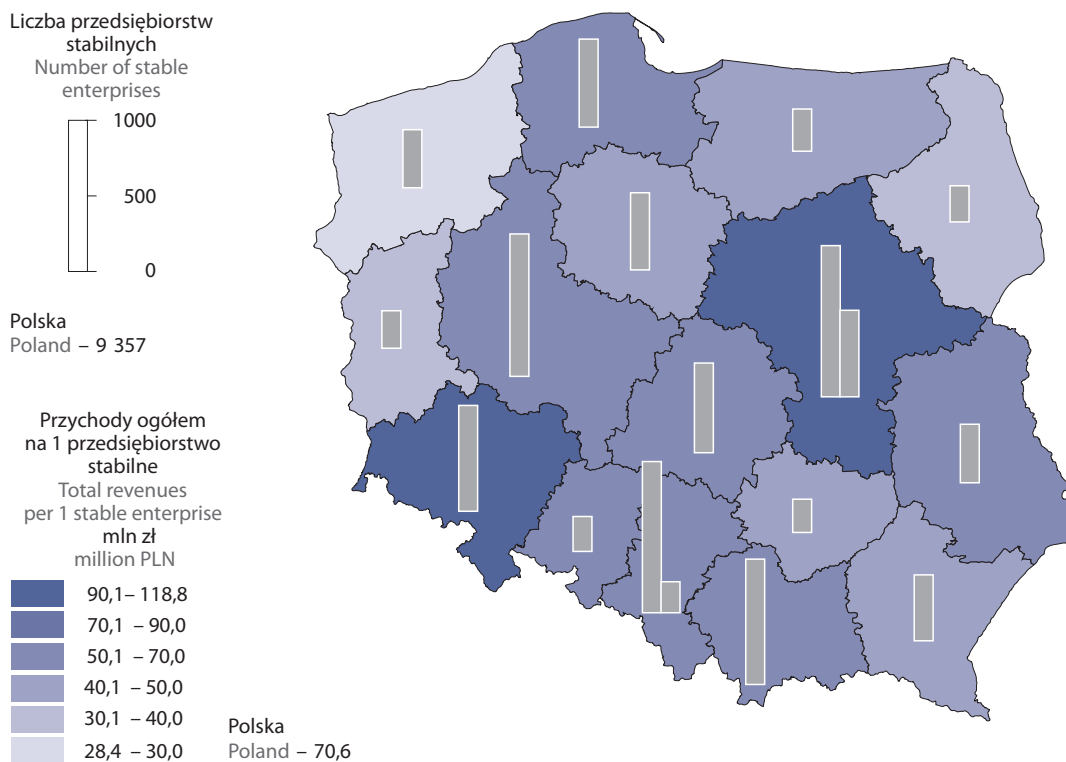 Liczba przedsiębiorstw
stabilnych
Number of stable
enterprises
1000
500
0
Polska
Poland – 9 357
Przychody ogółem
na 1 przedsiębiorstwo
stabilne
Total revenues
per 1 stable enterprise
mln zł
million PLN
90,1– 118,8
70,1 – 90,0
50,1 – 70,0
40,1 – 50,0
30,1 – 40,0
28,4 – 30,0
Polska
Poland – 70,6